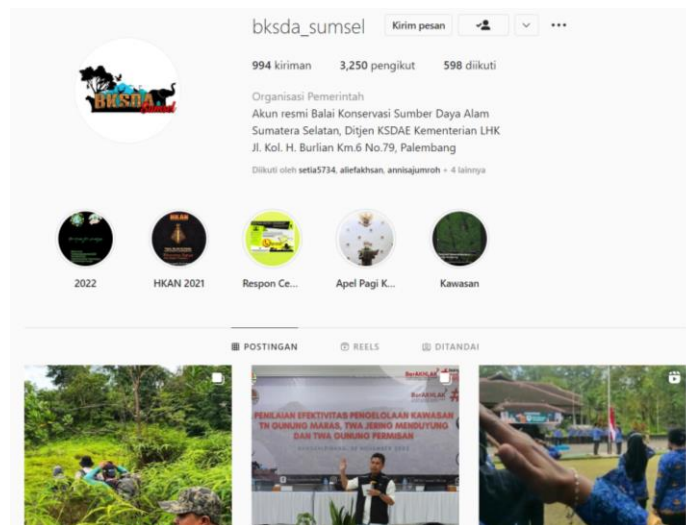 bksda_sumsel Kirim pesan
994 kiriman 3,250 pengikut 598 diikuti
Organisasi Pemerintah
Akun resmi Balai Konservasi Sumber Daya Alam
Sumatera Selatan, Ditjen KSDAE Kementerian LHK
Jl. Kol. H. Burlian Km.6 No.79, Palembang
Diikuti oleh setia5734, aliefakhsan, annisajumroh + 4 lainnya
BKSDA
Sumsel
HKAN
2022 HKAN 2021 Respon Ce... Apel Pagi K... Kawasan
POSTINGAN REELS DITANDAI
BerAKHLAK
PENILAIAN EFEKTIVITAS PENGELOLAAN KAWASAN
TN GUNUNG MARAS, TWA JERING MENDUYUNG
DAN TWA GUNUNG PERMISAN